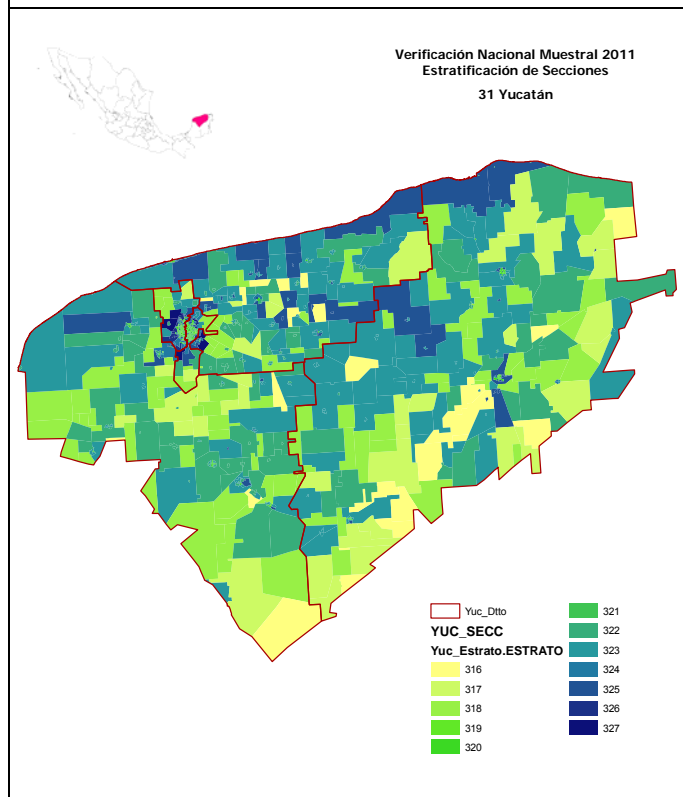 Verificación Nacional Muestral 2011
Estratificación de Secciones
31 Yucatán
Yuc_Dtto
YUC_SECC
Yuc_Estrato.ESTRATO
316
317
318
319
320
321
322
323
324
325
326
327